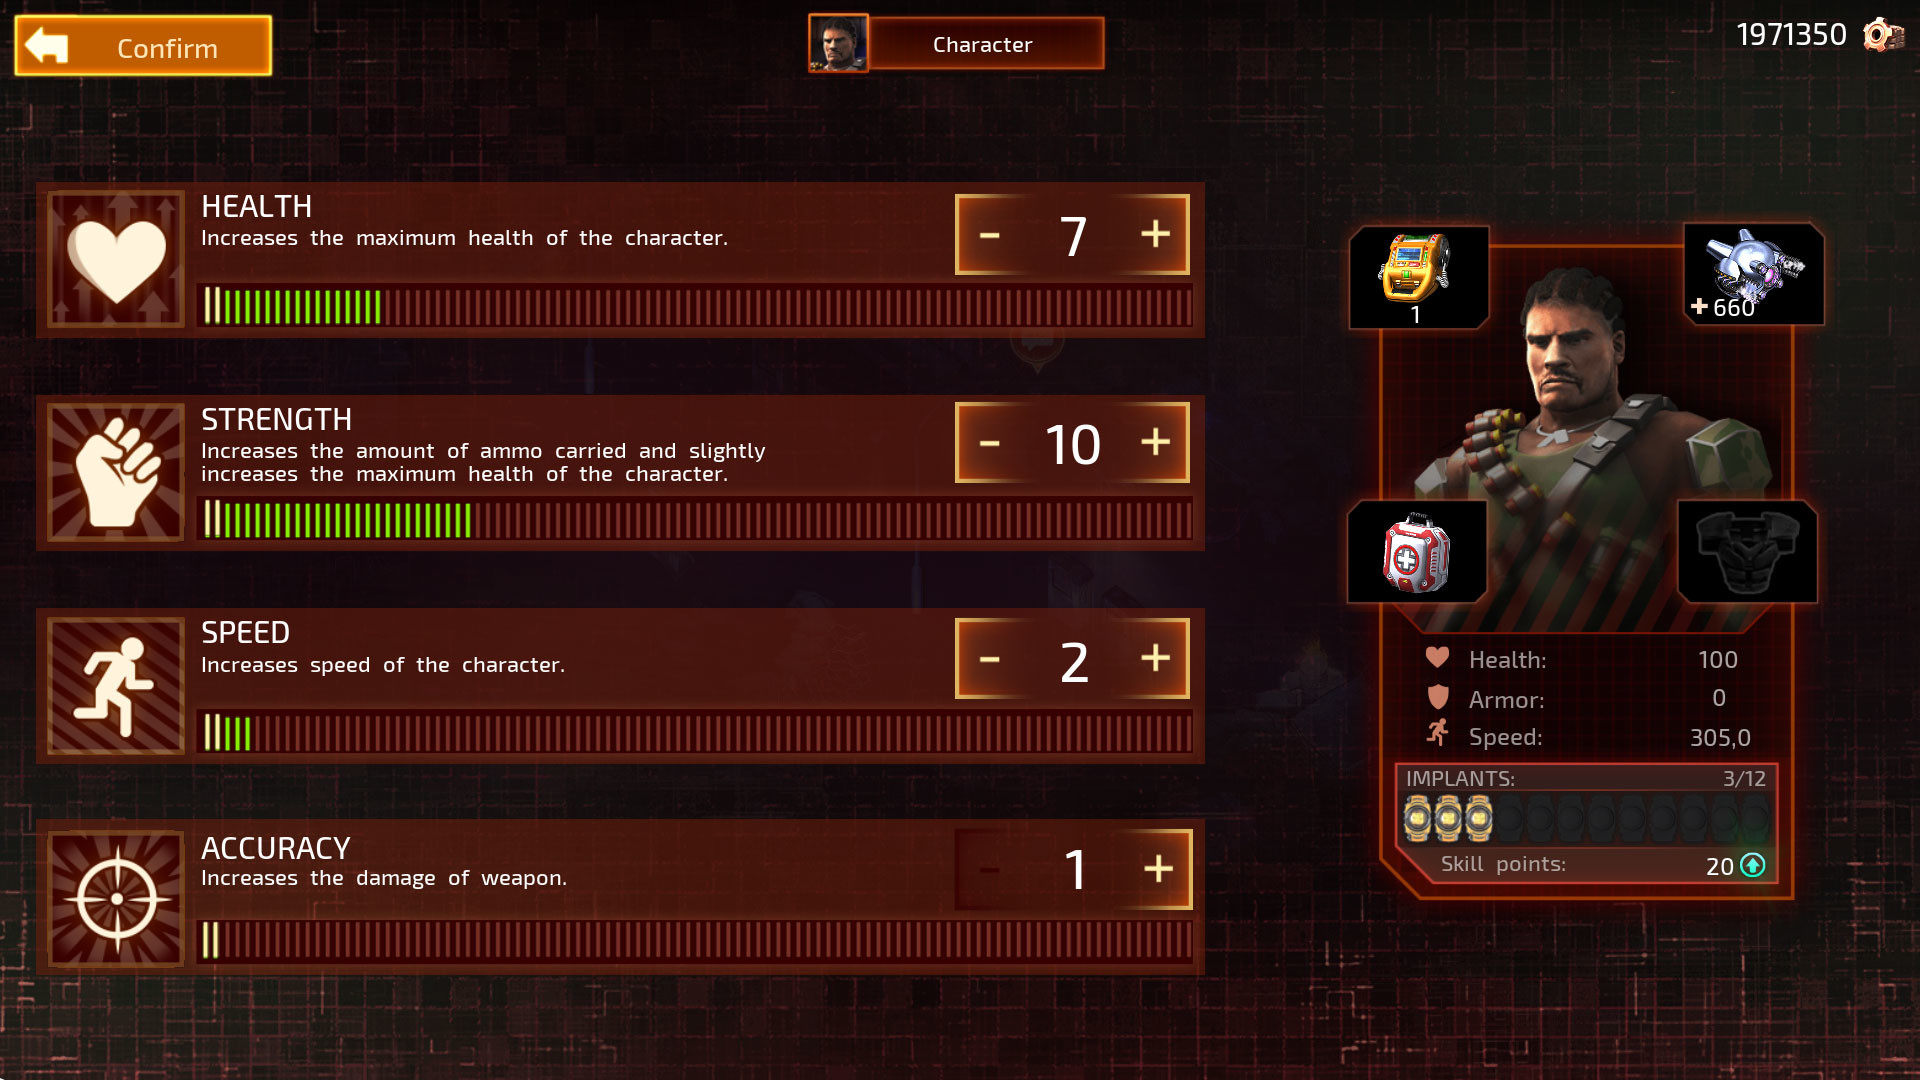 Confirm
Character
1971350
HEALTH
Increases the maximum health of the character.
- 7 +
STRENGTH
Increases the amount of ammo carried and slightly
increases the maximum health of the character.
- 10 +
SPEED
Increases speed of the character.
- 2 +
ACCURACY
Increases the damage of weapon.
- 1 +
1
+660
Health: 100
Armor: 0
Speed: 305,0
IMPLANTS: 3/12
Skill points: 20